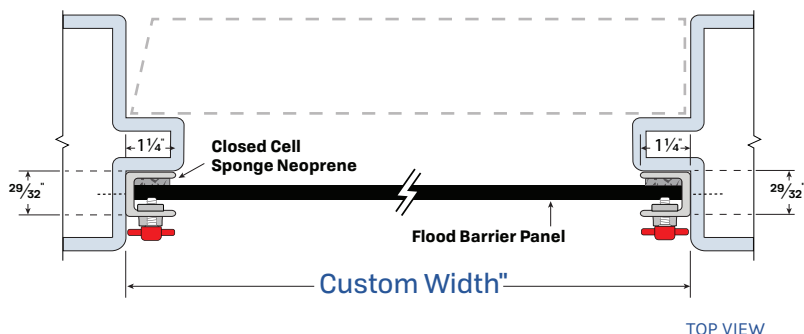 1¼"
1¼"
Closed Cell
Sponge Neoprene
29/32"
29/32"
Flood Barrier Panel
Custom Width"
TOP VIEW